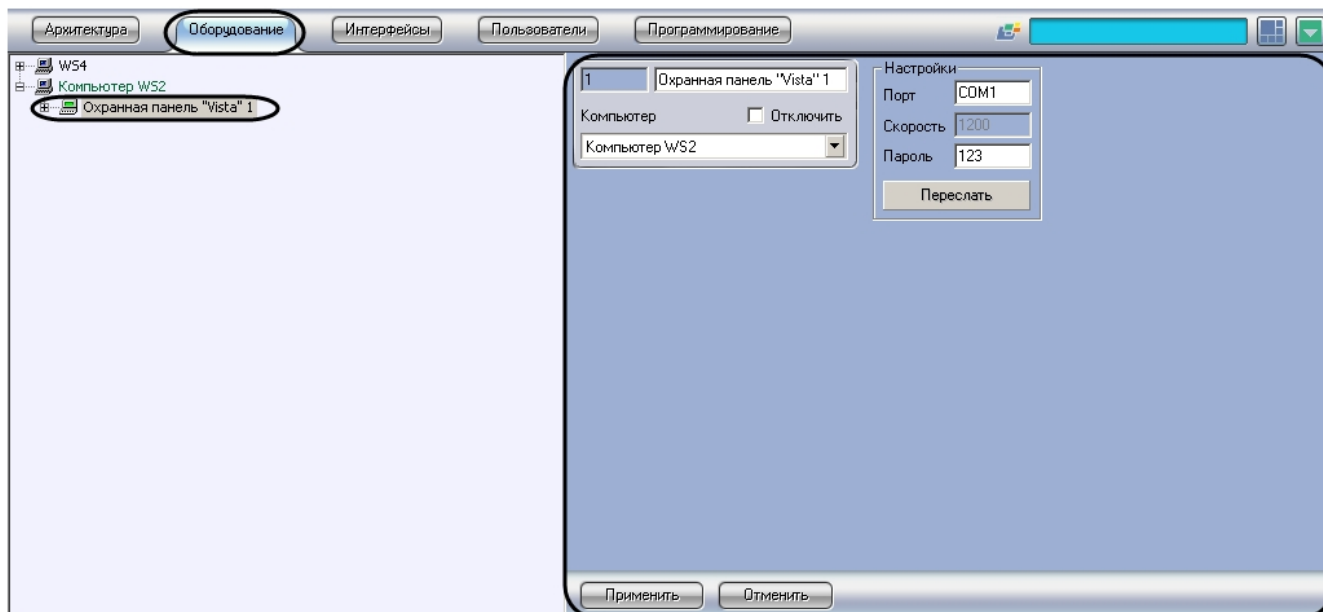 Архитектура Оборудование Интерфейсы Пользователи Программирование
WS4
Компьютер WS2
Охранная панель "Vista" 1
1 Охранная панель "Vista" 1
Компьютер Отключить
Компьютер WS2
Настройки
Порт COM1
Скорость 1200
Пароль 123
Переслать
Применить Отменить